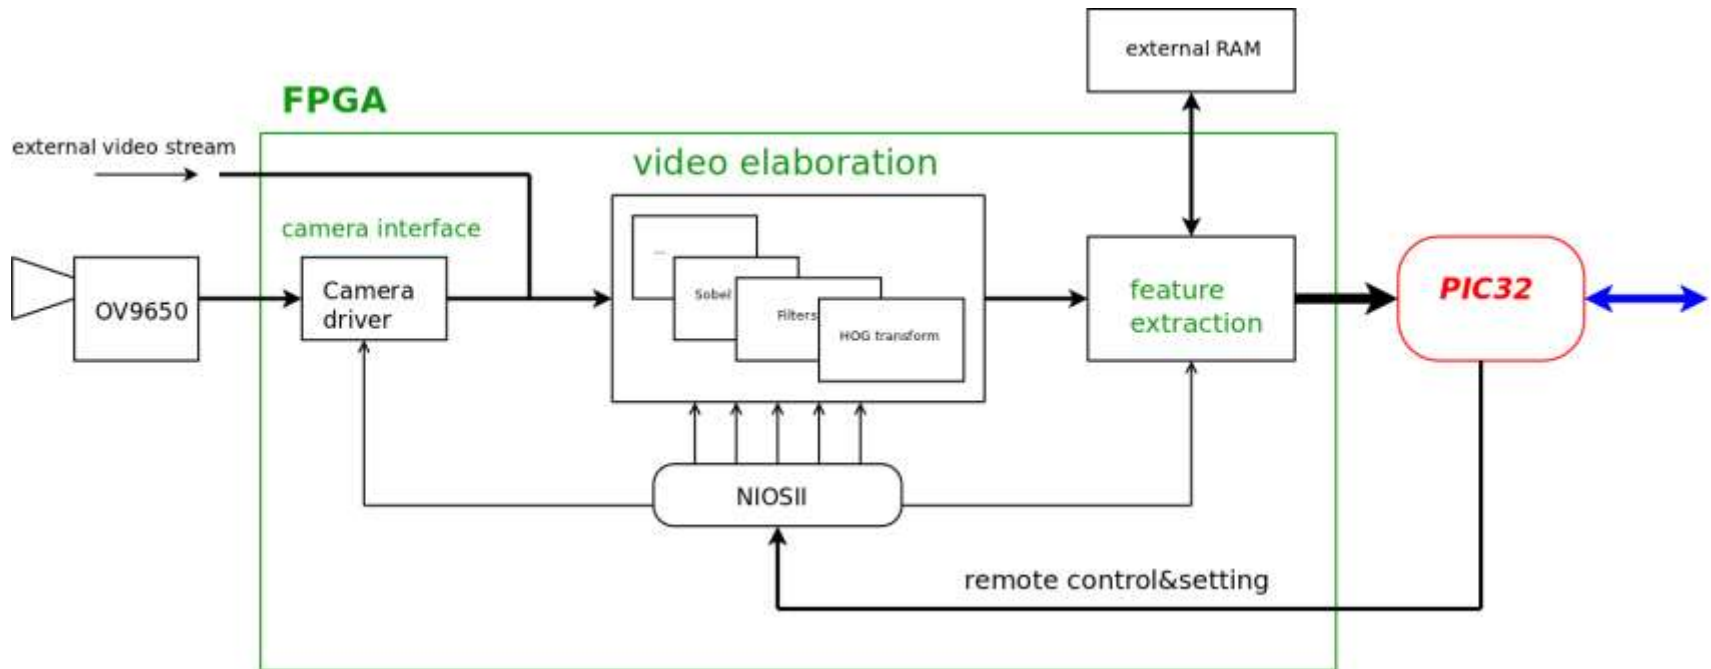 external RAM
FPGA
external video stream
video elaboration
camera interface
...
Sobel
Filters
HOG transform
OV9650
Camera
driver
feature
extraction
PIC32
NIOSII
remote control&setting